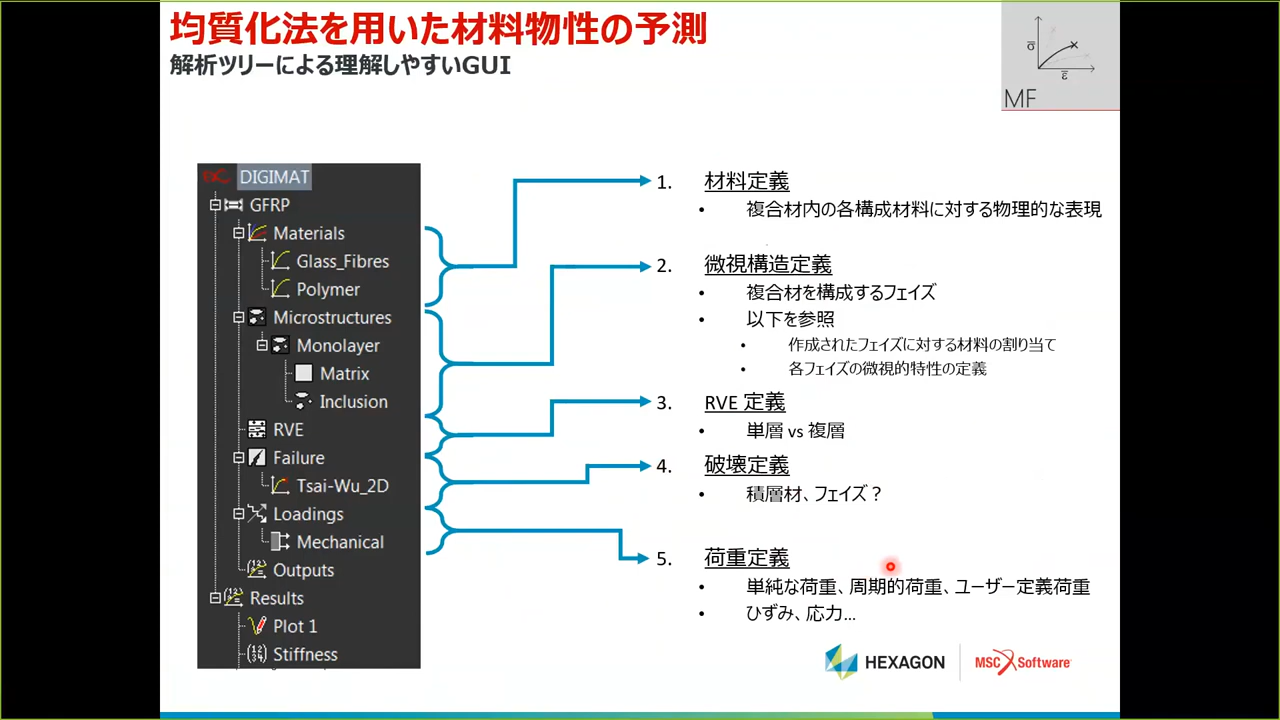 均質化法を用いた材料物性の予測
解析ツリーによる理解しやすいGUI
σ
ε
MF
DIGIMAT
GFRP
Materials
Glass_Fibres
Polymer
Microstructures
Monolayer
Matrix
Inclusion
RVE
Failure
Tsai-Wu_2D
Loadings
Mechanical
Outputs
Results
Plot 1
Stiffness
1. 材料定義
• 複合材内の各構成材料に対する物理的な表現
2. 微視構造定義
• 複合材を構成するフェイズ
• 以下を参照
• 作成されたフェイズに対する材料の割り当て
• 各フェイズの微視的特性の定義
3. RVE 定義
• 単層 vs 複層
4. 破壊定義
• 積層材、フェイズ？
5. 荷重定義
• 単純な荷重、周期的荷重、ユーザー定義荷重
• ひずみ、応力...
HEXAGON
MSC Software